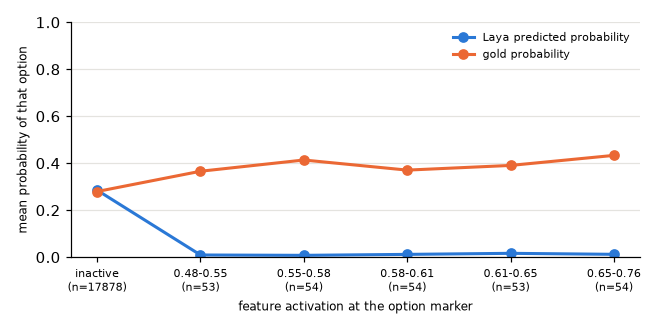 mean probability of that option
1.0
0.8
0.6
0.4
0.2
0.0
Laya predicted probability
gold probability
inactive
(n=17878)
0.48-0.55
(n=53)
0.55-0.58
(n=54)
0.58-0.61
(n=54)
0.61-0.65
(n=53)
0.65-0.76
(n=54)
feature activation at the option marker